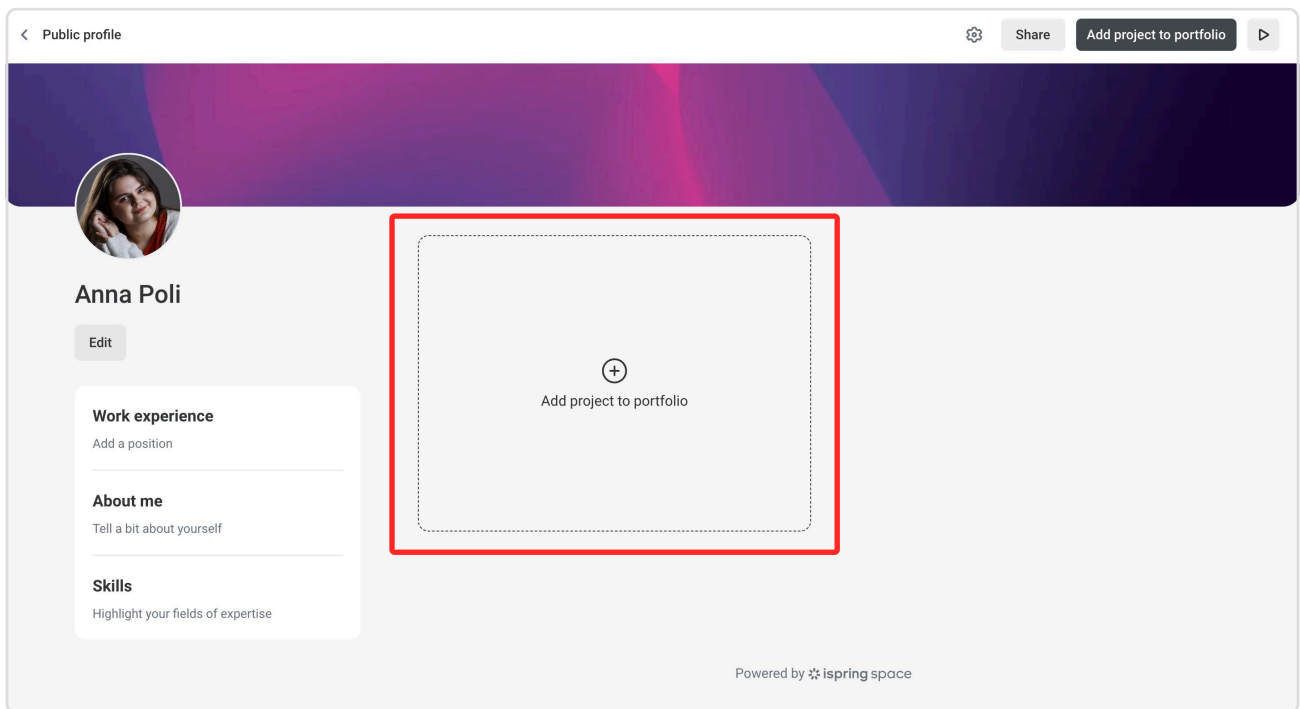 Public profile
Share
Add project to portfolio
Anna Poli
Edit
Work experience
Add a position
About me
Tell a bit about yourself
Skills
Highlight your fields of expertise
Add project to portfolio
Powered by ispring space